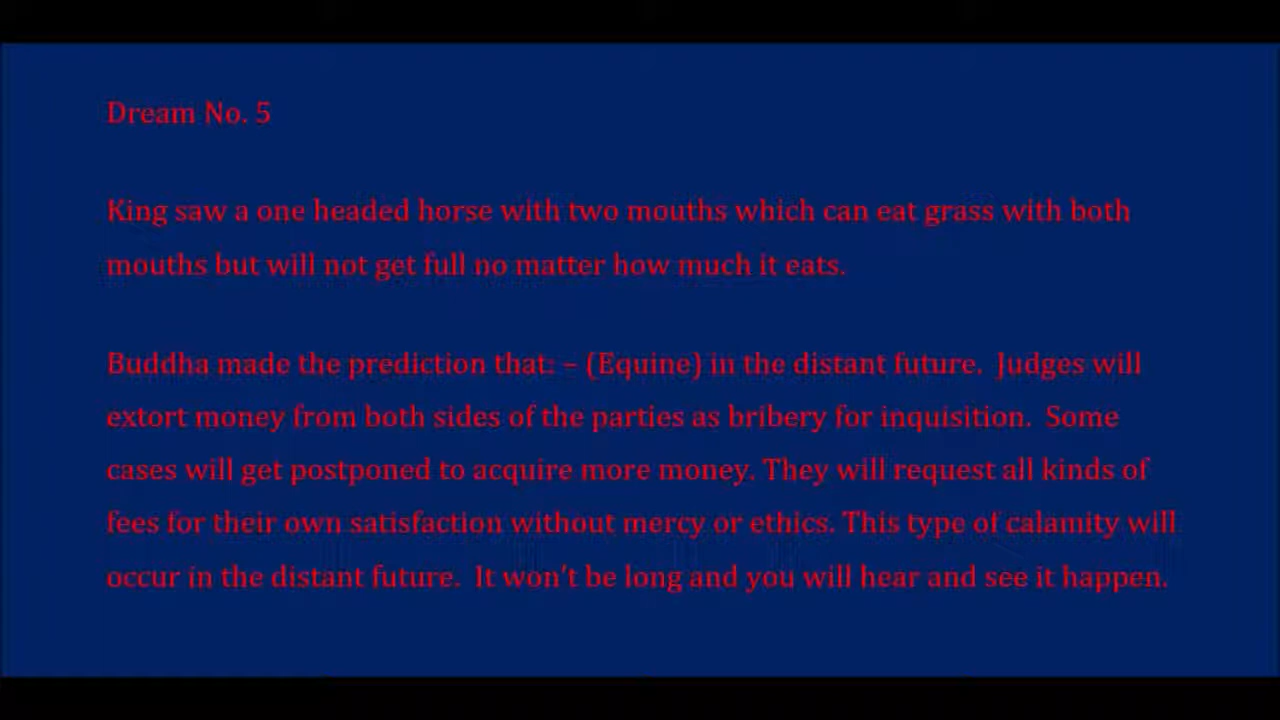 Dream No. 5
King saw a one headed horse with two mouths which can eat grass with both
mouths but will not get full no matter how much it eats.
Buddha made the prediction that: – (Equine) in the distant future.  Judges will
extort money from both sides of the parties as bribery for inquisition.  Some
cases will get postponed to acquire more money. They will request all kinds of
fees for their own satisfaction without mercy or ethics. This type of calamity will
occur in the distant future.  It won't be long and you will hear and see it happen.